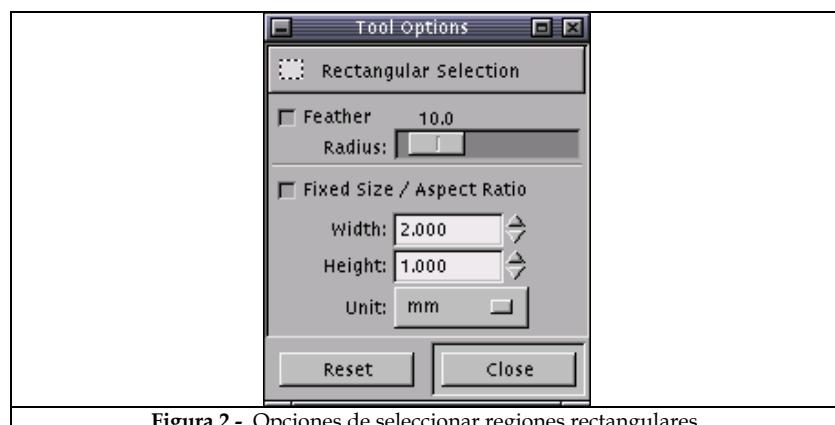 Tool Options
Rectangular Selection
Feather 10.0
Radius:
Fixed Size / Aspect Ratio
Width: 2.000
Height: 1.000
Unit: mm
Reset Close
Figura 2.- Opciones de seleccionar regiones rectangulares